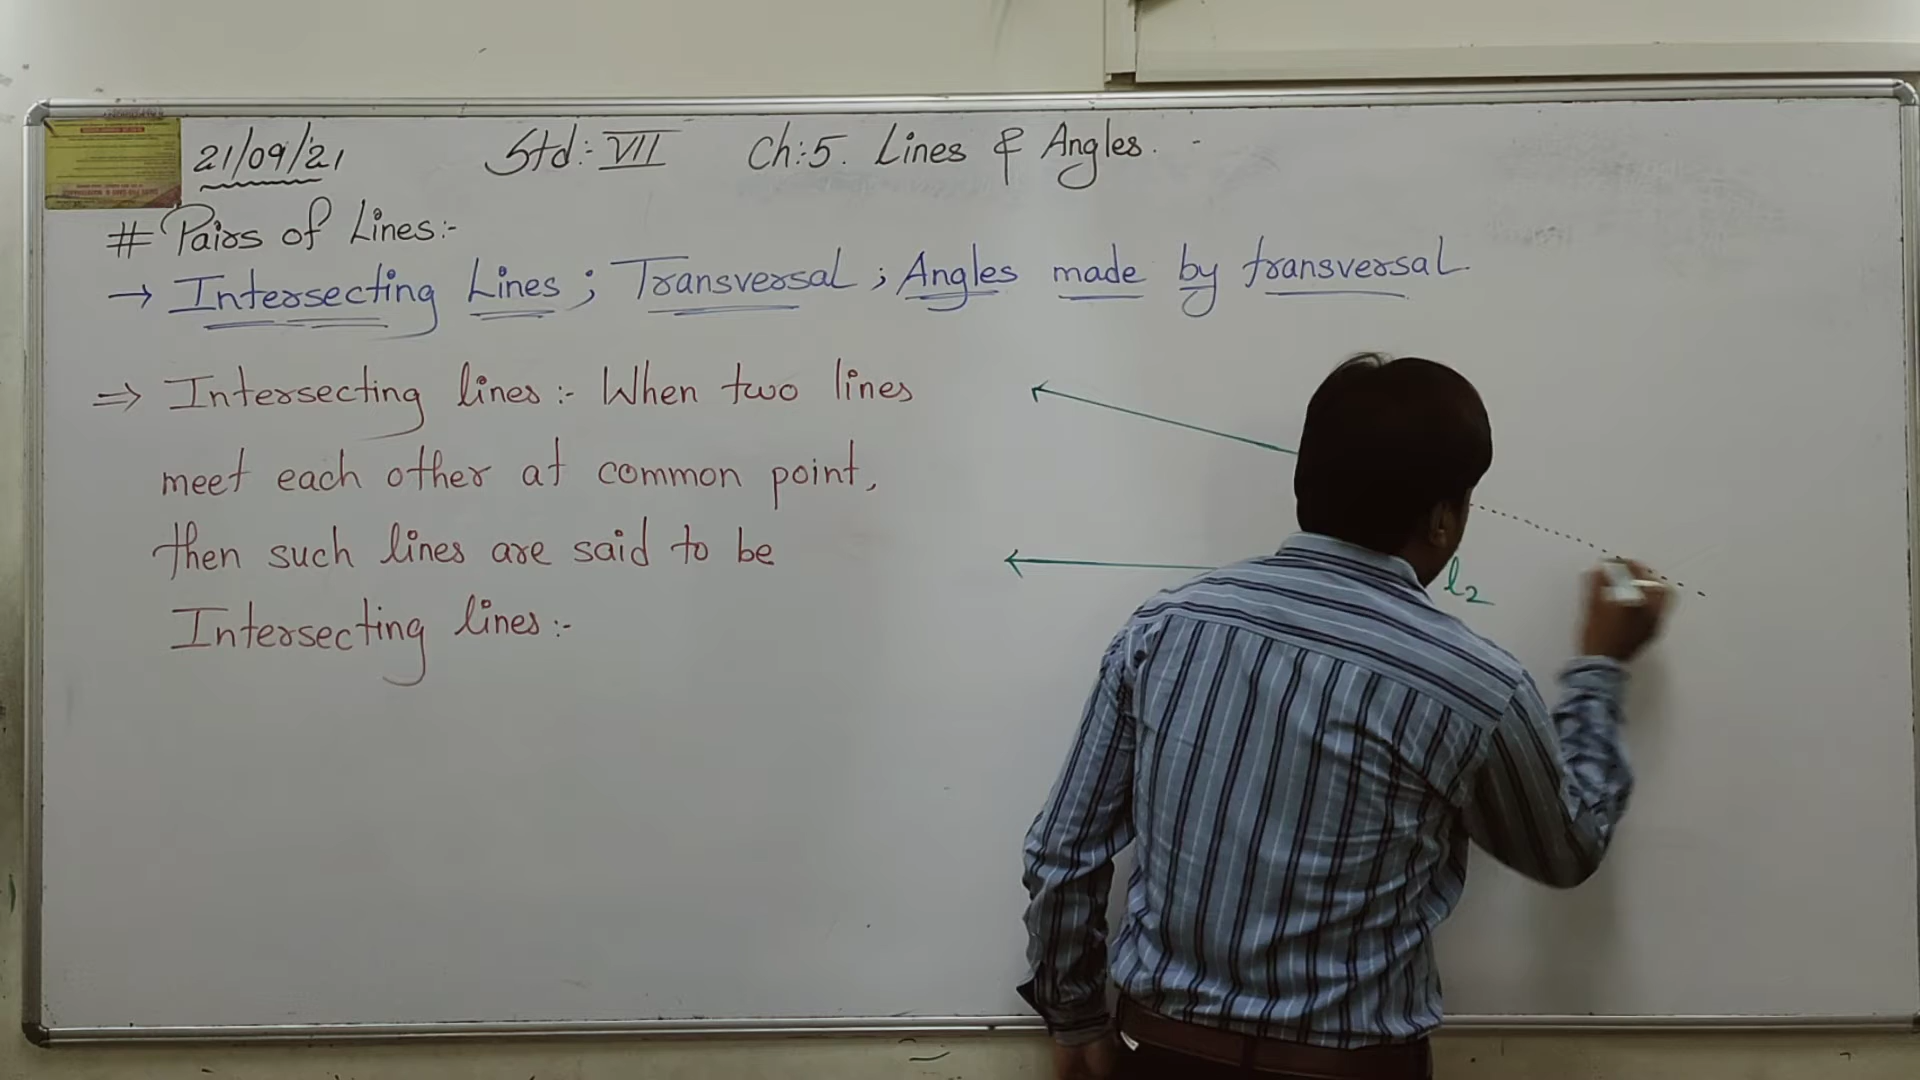 21/09/21 Std:- VII Ch:5. Lines & Angles.
# Pairs of Lines:-
→ Intersecting Lines ; Transversal ; Angles made by transversal
⇒ Intersecting lines :- When two lines
meet each other at common point,
then such lines are said to be
Intersecting lines :-
l2